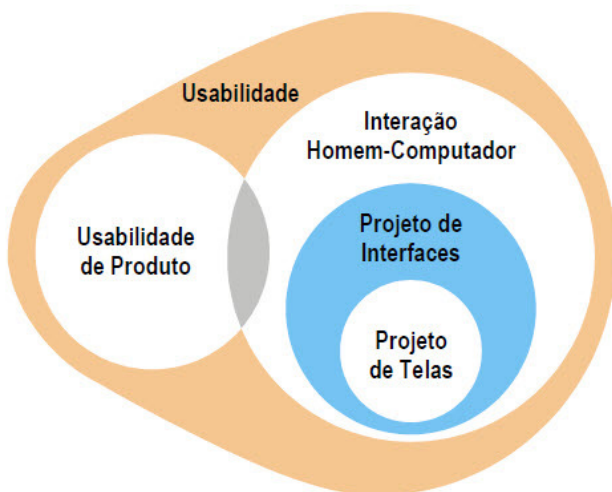 Usabilidade
Interação
Homem-Computador
Usabilidade
de Produto
Projeto de
Interfaces
Projeto
de Telas